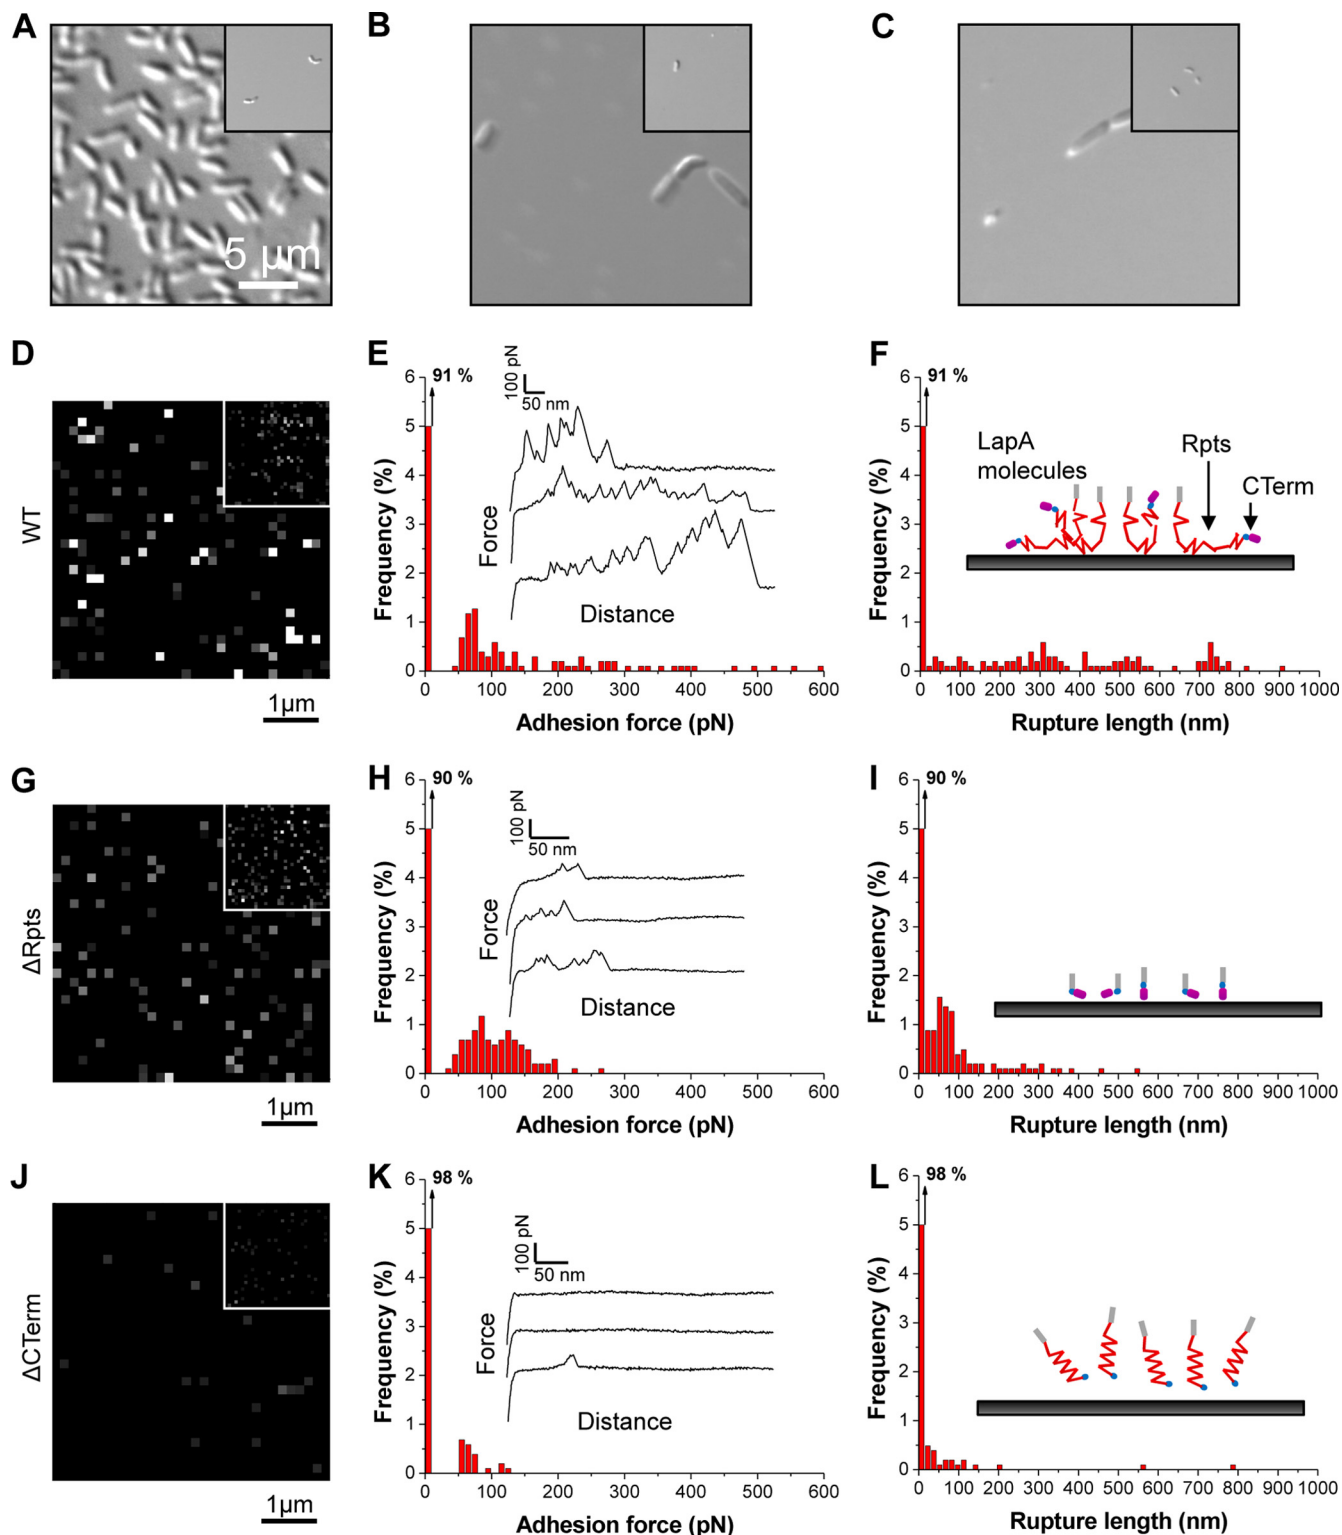 A
B
C
5 µm
D
WT
1µm
E
91 %
6
5
4
3
2
1
0
Frequency (%)
100 pN
50 nm
Force
Distance
0 100 200 300 400 500 600
Adhesion force (pN)
F
91 %
6
5
4
3
2
1
0
Frequency (%)
LapA
molecules
Rpts
CTerm
0 100 200 300 400 500 600 700 800 900 1000
Rupture length (nm)
G
ΔRpts
1µm
H
90 %
6
5
4
3
2
1
0
Frequency (%)
100 pN
50 nm
Force
Distance
0 100 200 300 400 500 600
Adhesion force (pN)
I
90 %
6
5
4
3
2
1
0
Frequency (%)
0 100 200 300 400 500 600 700 800 900 1000
Rupture length (nm)
J
ΔCTerm
1µm
K
98 %
6
5
4
3
2
1
0
Frequency (%)
100 pN
50 nm
Force
Distance
0 100 200 300 400 500 600
Adhesion force (pN)
L
98 %
6
5
4
3
2
1
0
Frequency (%)
0 100 200 300 400 500 600 700 800 900 1000
Rupture length (nm)